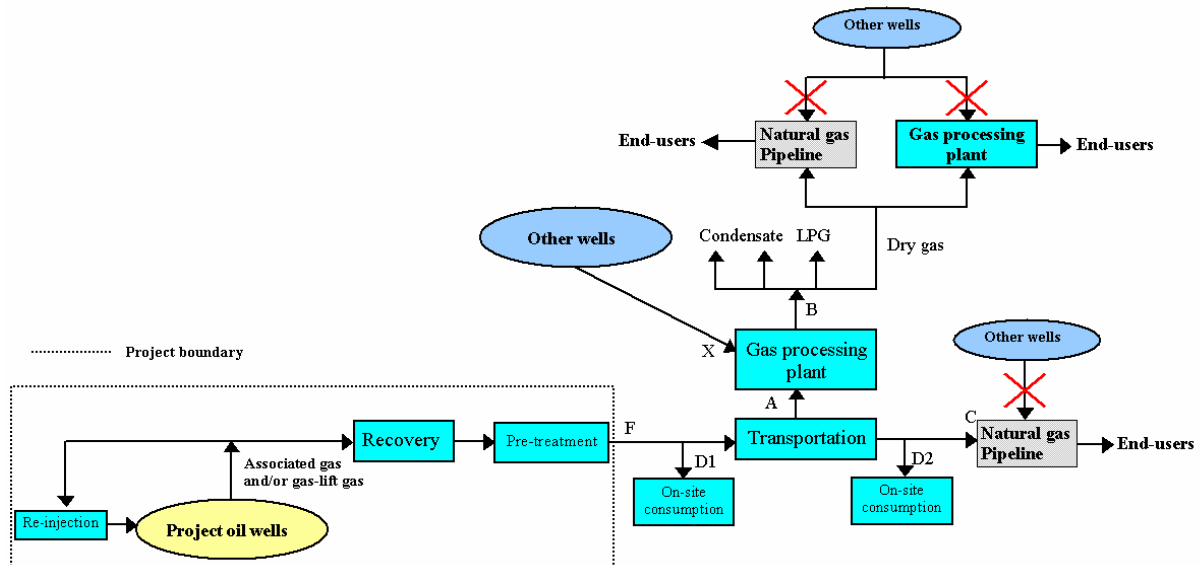 Other wells
Natural gas
Pipeline
Gas processing
plant
End-users
End-users
Other wells
Condensate
LPG
Dry gas
B
Project boundary
X
Gas processing
plant
Other wells
A
F
Recovery
Pre-treatment
Transportation
C
Natural gas
Pipeline
End-users
D1
D2
Associated gas
and/or gas-lift gas
On-site
consumption
On-site
consumption
Re-injection
Project oil wells